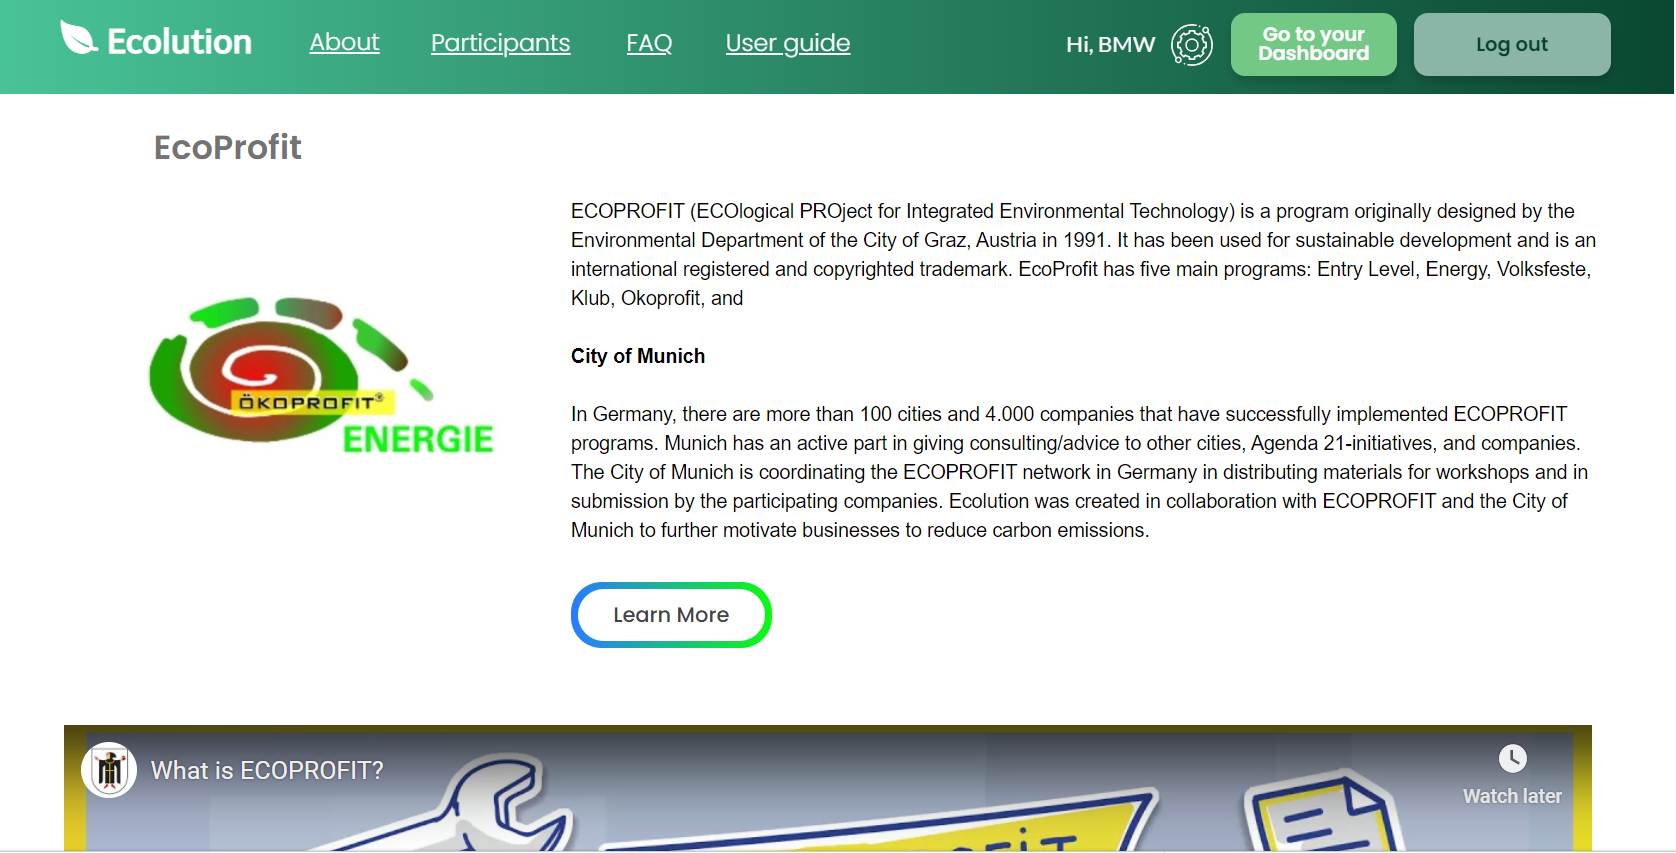 Ecolution
About
Participants
FAQ
User guide
Hi, BMW
Go to your
Dashboard
Log out
EcoProfit
ECOPROFIT (ECOlogical PROject for Integrated Environmental Technology) is a program originally designed by the
Environmental Department of the City of Graz, Austria in 1991. It has been used for sustainable development and is an
international registered and copyrighted trademark. EcoProfit has five main programs: Entry Level, Energy, Volksfeste,
Klub, Okoprofit, and
ÖKOPROFIT®
ENERGIE
City of Munich
In Germany, there are more than 100 cities and 4.000 companies that have successfully implemented ECOPROFIT
programs. Munich has an active part in giving consulting/advice to other cities, Agenda 21-initiatives, and companies.
The City of Munich is coordinating the ECOPROFIT network in Germany in distributing materials for workshops and in
submission by the participating companies. Ecolution was created in collaboration with ECOPROFIT and the City of
Munich to further motivate businesses to reduce carbon emissions.
Learn More
What is ECOPROFIT?
Watch later